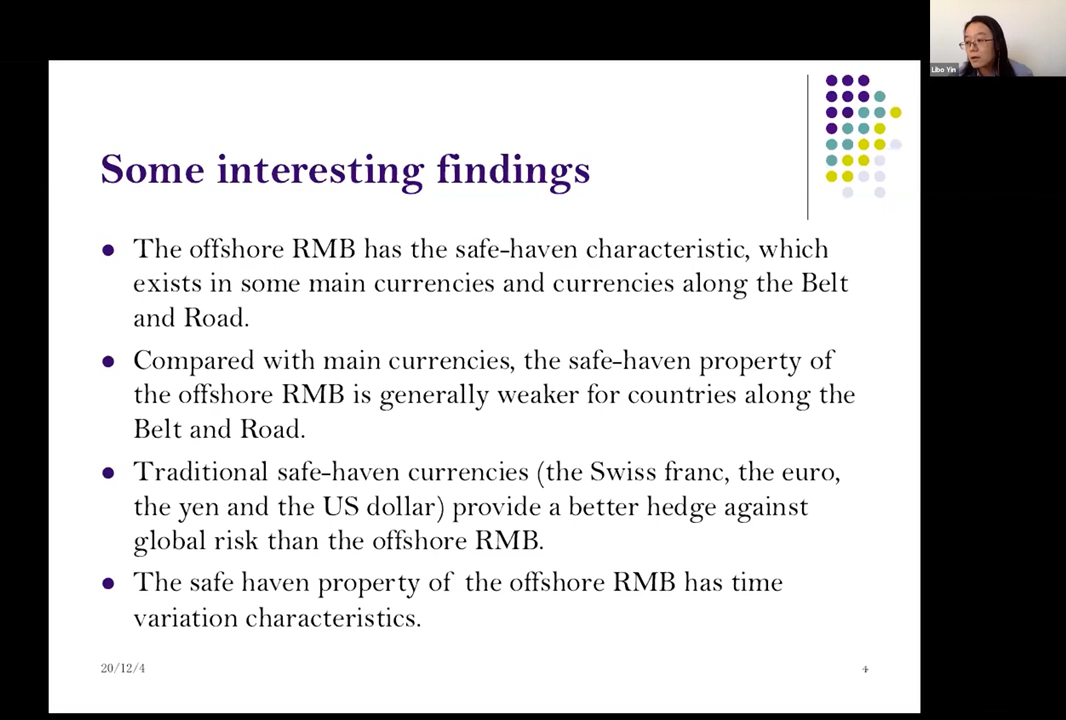 Libo Yin
Some interesting findings
● The offshore RMB has the safe-haven characteristic, which
exists in some main currencies and currencies along the Belt
and Road.
● Compared with main currencies, the safe-haven property of
the offshore RMB is generally weaker for countries along the
Belt and Road.
● Traditional safe-haven currencies (the Swiss franc, the euro,
the yen and the US dollar) provide a better hedge against
global risk than the offshore RMB.
● The safe haven property of the offshore RMB has time
variation characteristics.
20/12/4
4